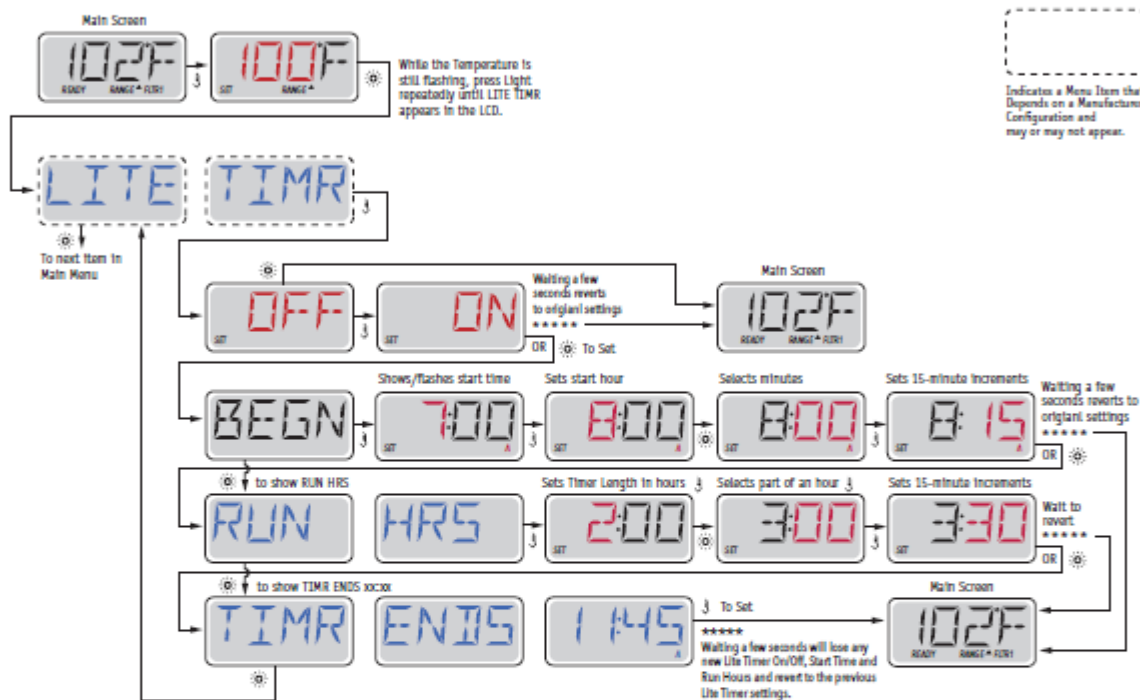 Main Screen
102°F
READY RANGE FLTR1
100°F
SET RANGE
While the Temperature is
still flashing, press Light
repeatedly until LITE TIMR
appears in the LCD.
Indicates a Menu Item tha
Depends on a Manufacture
Configuration and
may or may not appear.
LITE TIMR
To next item in
Main Menu
OFF
SET
ON
SET
Waiting a few
seconds reverts
to origianl settings
*****
OR To Set
Main Screen
102°F
READY RANGE FLTR1
BEGN
Shows/flashes start time
7:00
SET A
Sets start hour
8:00
SET A
Selects minutes
8:00
SET A
Sets 15-minute increments
8:15
SET A
Waiting a few
seconds reverts to
origianl settings
*****
OR
to show RUN HRS
RUN HRS
Sets Timer Length in hours
2:00
SET
Selects part of an hour
3:00
SET
Sets 15-minute increments
3:30
SET
Wait to
revert
*****
OR
to show TIMR ENDS xx:xx
TIMR ENDS 11:45
A
To Set
*****
Waiting a few seconds will lose any
new Lite Timer On/Off, Start Time and
Run Hours and revert to the previous
Lite Timer settings.
Main Screen
102°F
READY RANGE FLTR1